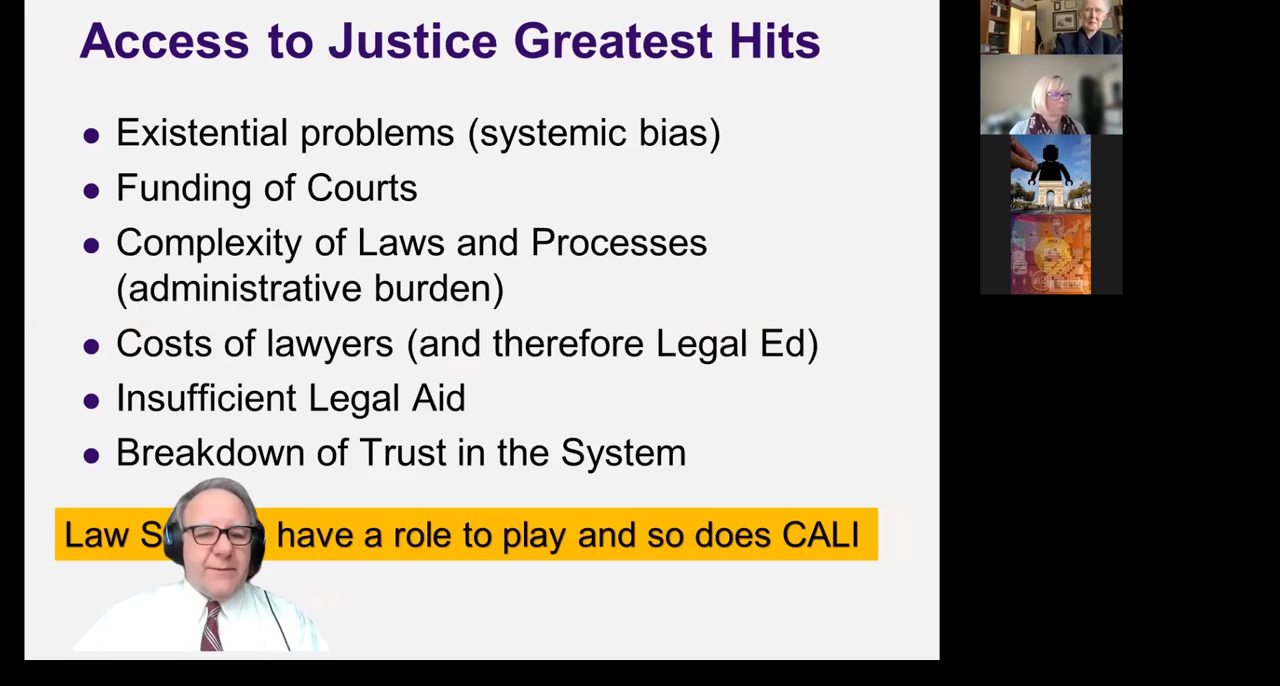 Access to Justice Greatest Hits
● Existential problems (systemic bias)
● Funding of Courts
● Complexity of Laws and Processes
(administrative burden)
● Costs of lawyers (and therefore Legal Ed)
● Insufficient Legal Aid
● Breakdown of Trust in the System
Law have a role to play and so does CALI